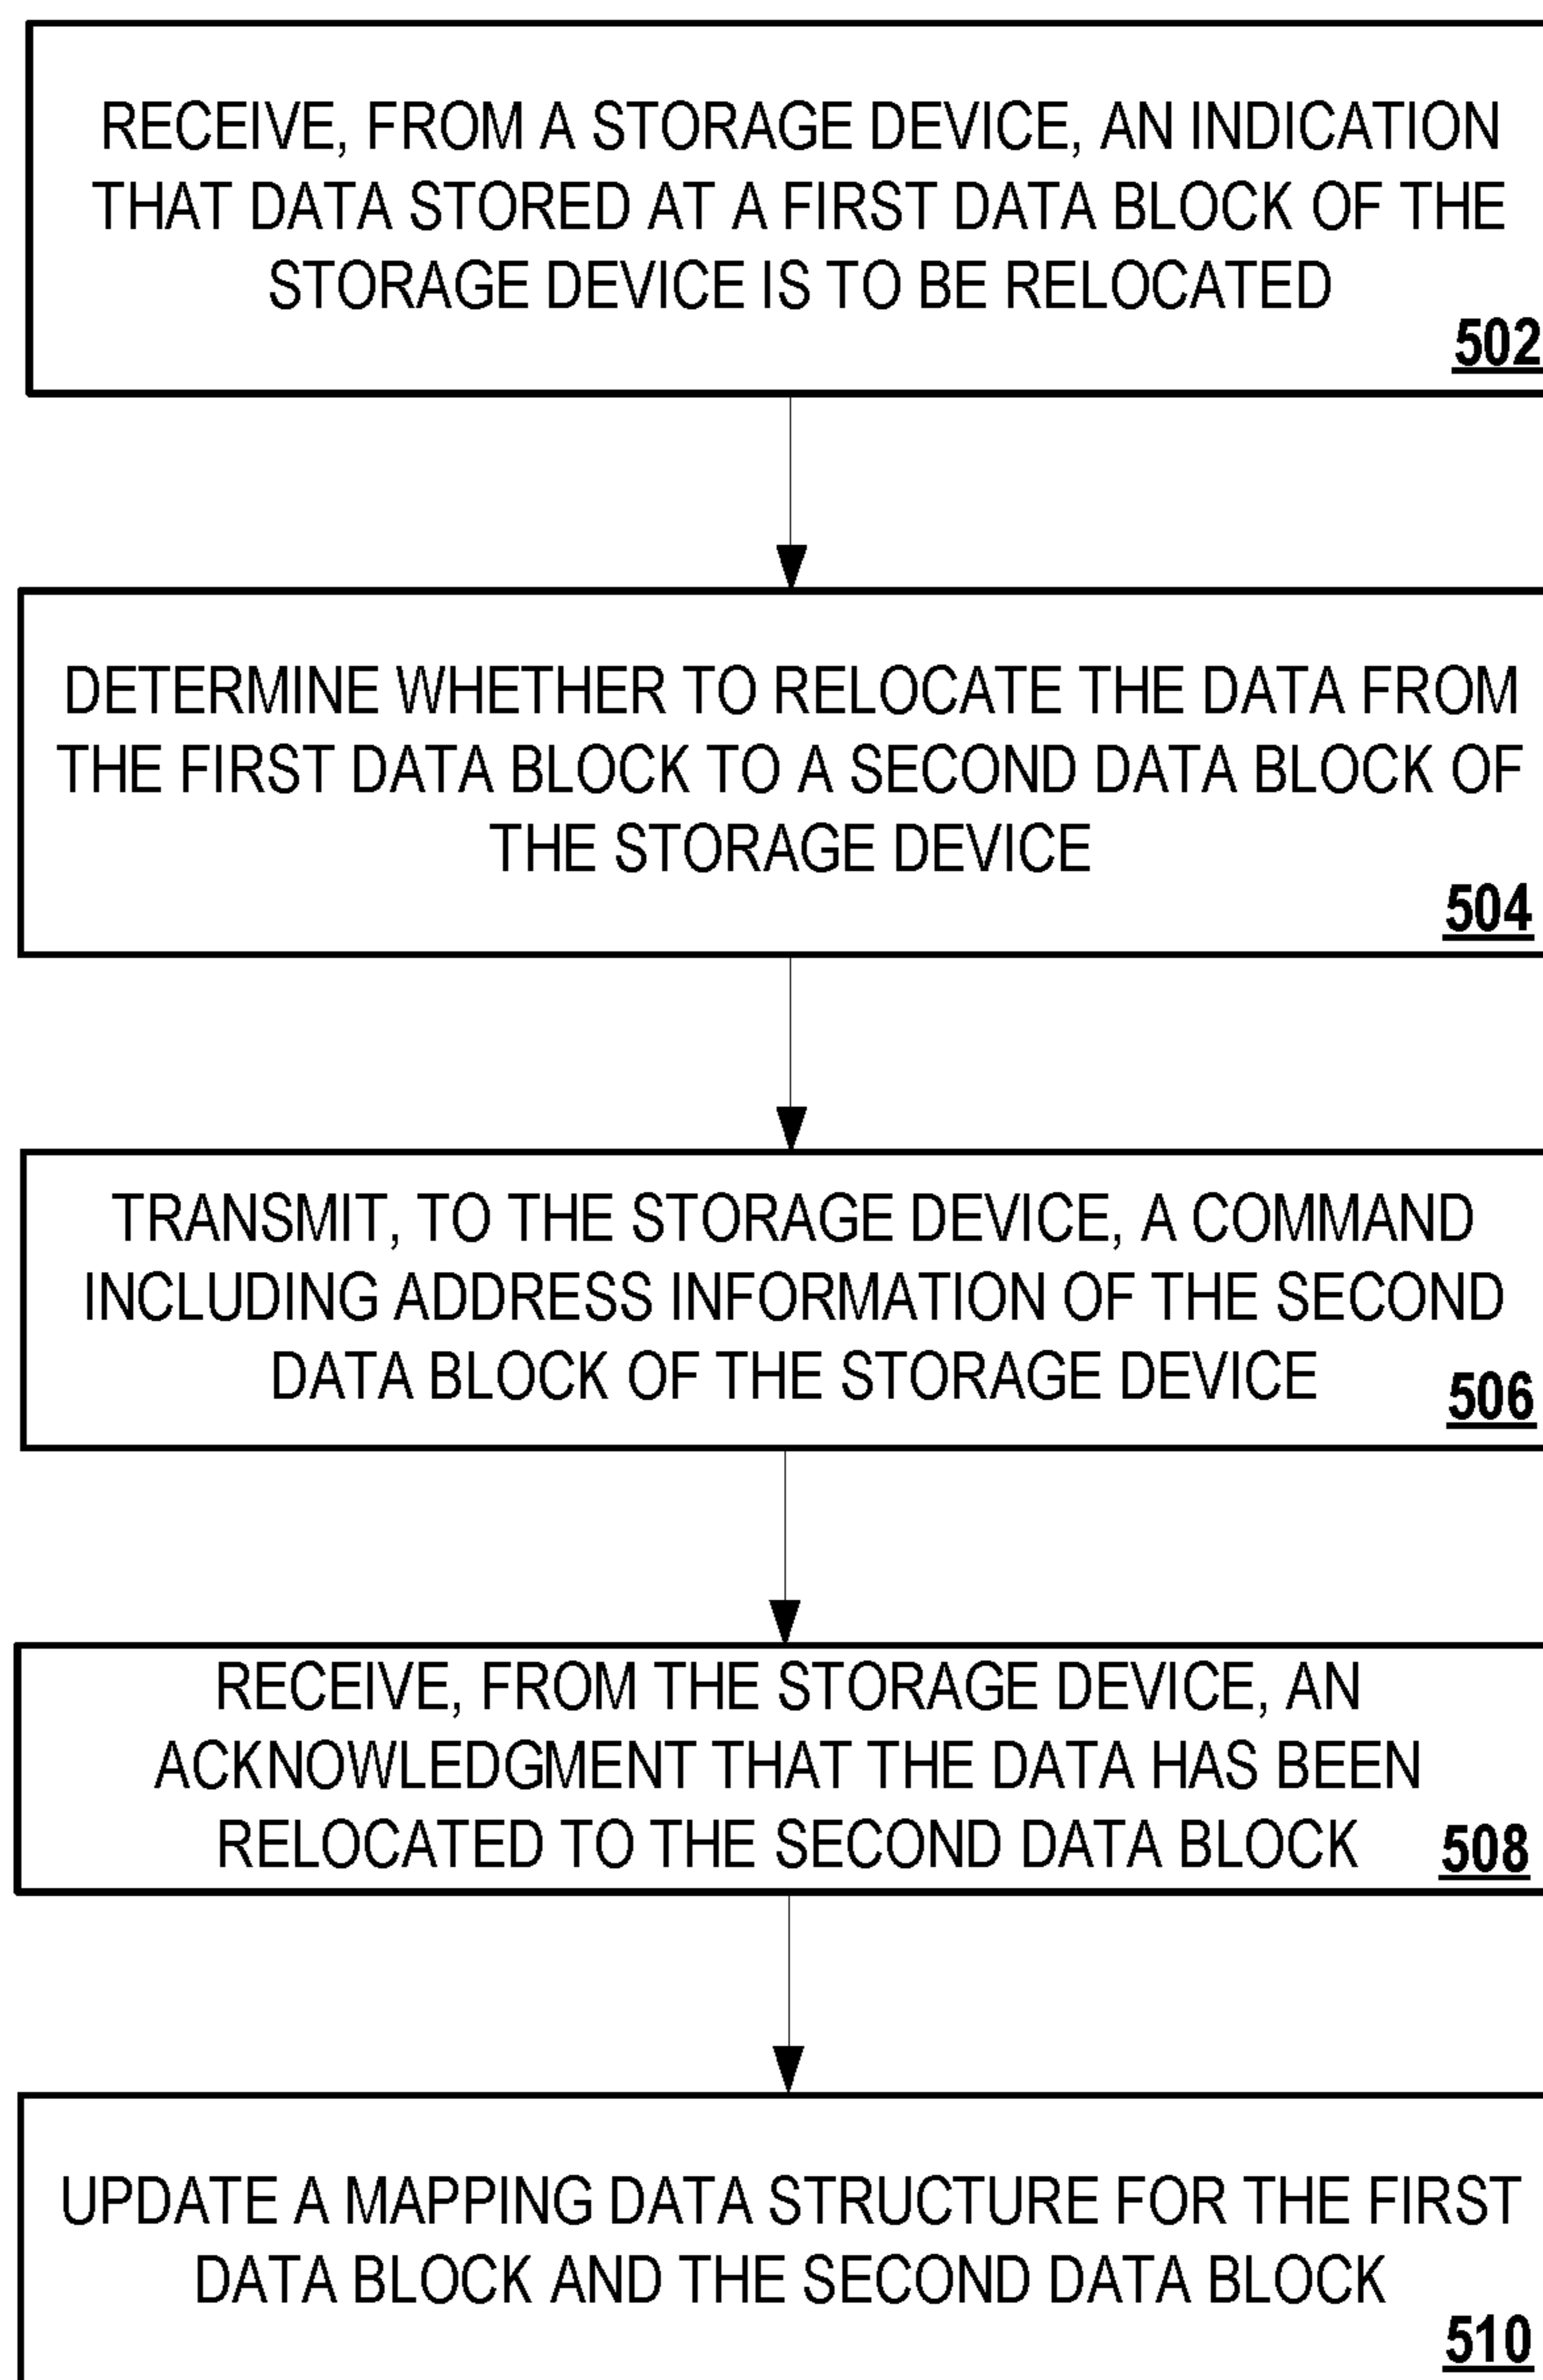 RECEIVE, FROM A STORAGE DEVICE, AN INDICATION
THAT DATA STORED AT A FIRST DATA BLOCK OF THE
STORAGE DEVICE IS TO BE RELOCATED
502
DETERMINE WHETHER TO RELOCATE THE DATA FROM
THE FIRST DATA BLOCK TO A SECOND DATA BLOCK OF
THE STORAGE DEVICE
504
TRANSMIT, TO THE STORAGE DEVICE, A COMMAND
INCLUDING ADDRESS INFORMATION OF THE SECOND
DATA BLOCK OF THE STORAGE DEVICE
506
RECEIVE, FROM THE STORAGE DEVICE, AN
ACKNOWLEDGMENT THAT THE DATA HAS BEEN
RELOCATED TO THE SECOND DATA BLOCK
508
UPDATE A MAPPING DATA STRUCTURE FOR THE FIRST
DATA BLOCK AND THE SECOND DATA BLOCK
510